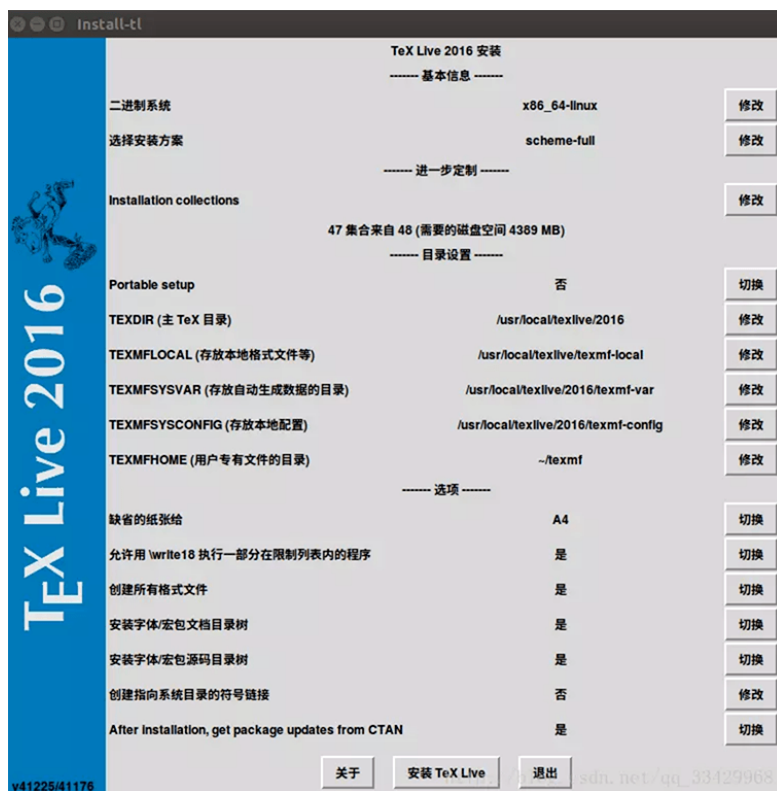 Install-tl
TeX Live 2016 安装
------- 基本信息 -------
二进制系统 x86_64-linux 修改
选择安装方案 scheme-full 修改
------- 进一步定制 -------
Installation collections 修改
47 集合来自 48 (需要的磁盘空间 4389 MB)
------- 目录设置 -------
Portable setup 否 切换
TEXDIR (主 TeX 目录) /usr/local/texlive/2016 修改
TEXMFLOCAL (存放本地格式文件等) /usr/local/texlive/texmf-local 修改
TEXMFSYSVAR (存放自动生成数据的目录) /usr/local/texlive/2016/texmf-var 修改
TEXMFSYSCONFIG (存放本地配置) /usr/local/texlive/2016/texmf-config 修改
TEXMFHOME (用户专有文件的目录) ~/texmf 修改
------- 选项 -------
缺省的纸张给 A4 切换
允许用 \write18 执行一部分在限制列表内的程序 是 切换
创建所有格式文件 是 切换
安装字体/宏包文档目录树 是 切换
安装字体/宏包源码目录树 是 切换
创建指向系统目录的符号链接 否 修改
After installation, get package updates from CTAN 是 切换
关于 安装 TeX Live 退出
TEX Live 2016
v41225/41176
sdn.net/qq_33429968